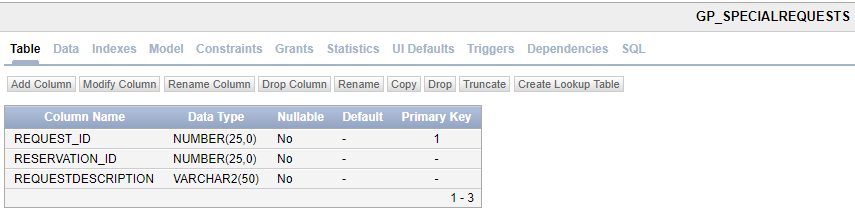 GP_SPECIALREQUESTS
Table Data Indexes Model Constraints Grants Statistics UI Defaults Triggers Dependencies SQL
Add Column Modify Column Rename Column Drop Column Rename Copy Drop Truncate Create Lookup Table
Column Name Data Type Nullable Default Primary Key
REQUEST_ID NUMBER(25,0) No - 1
RESERVATION_ID NUMBER(25,0) No - -
REQUESTDESCRIPTION VARCHAR2(50) No - -
1 - 3